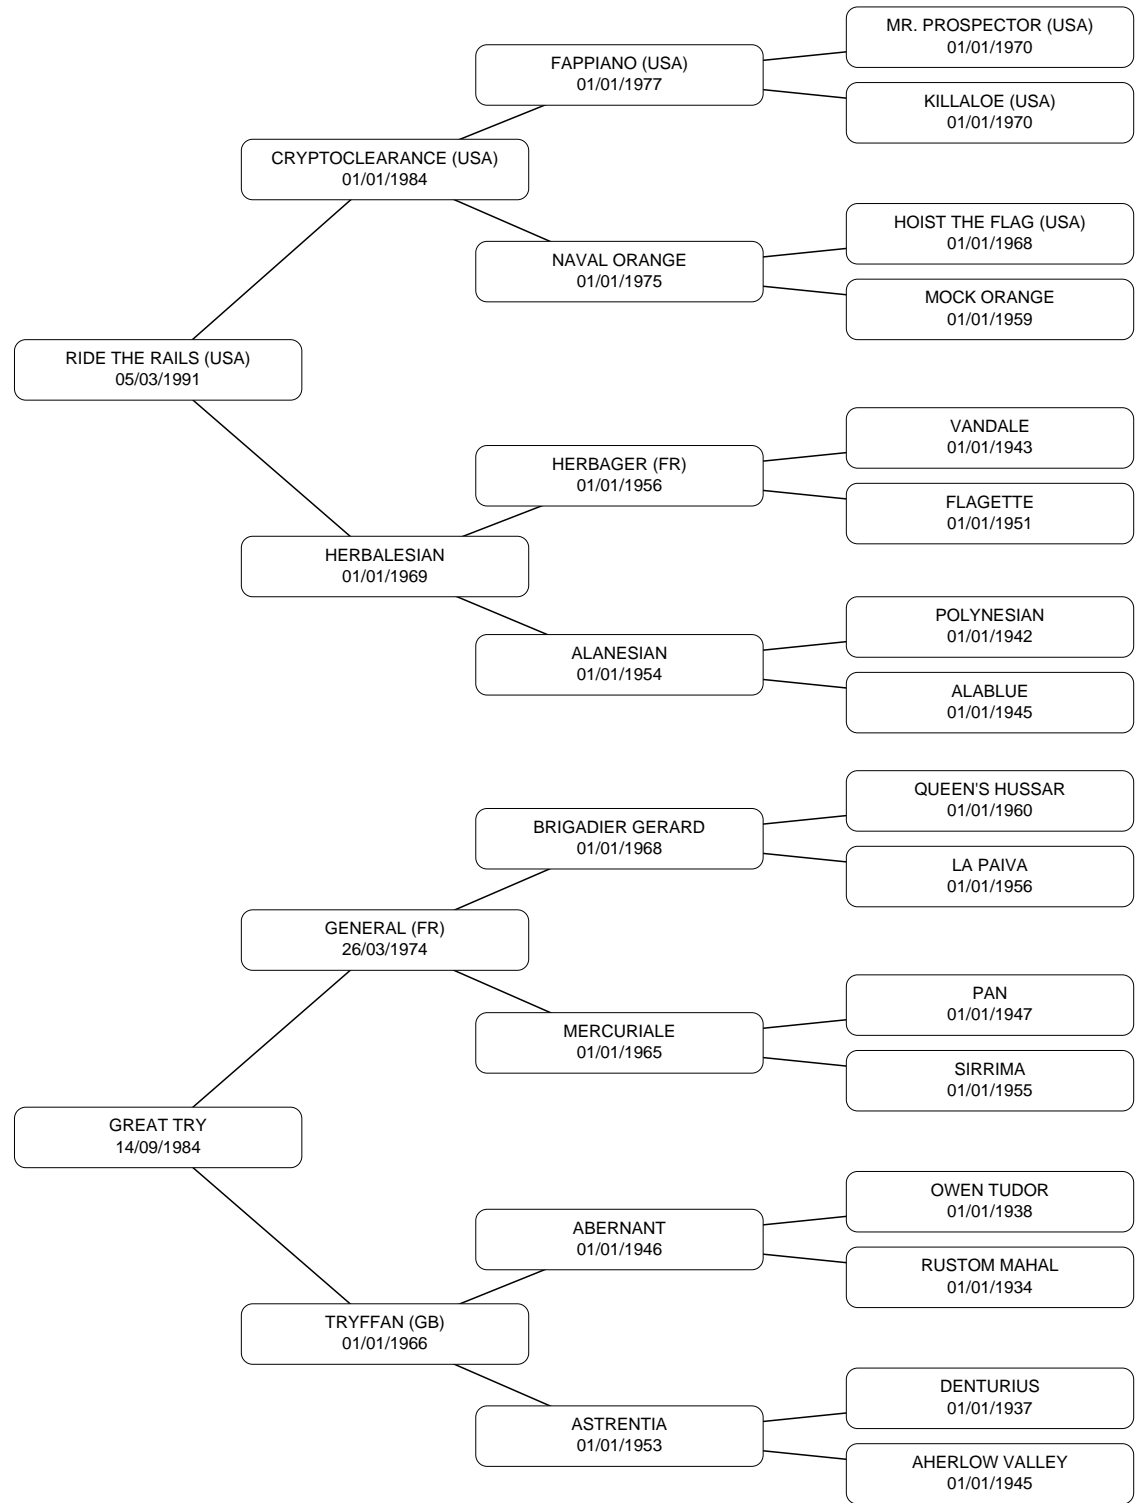 MR. PROSPECTOR (USA)
01/01/1970
FAPPIANO (USA)
01/01/1977
KILLALOE (USA)
01/01/1970
CRYPTOCLEARANCE (USA)
01/01/1984
HOIST THE FLAG (USA)
01/01/1968
NAVAL ORANGE
01/01/1975
MOCK ORANGE
01/01/1959
RIDE THE RAILS (USA)
05/03/1991
VANDALE
01/01/1943
HERBAGER (FR)
01/01/1956
FLAGETTE
01/01/1951
HERBALESIAN
01/01/1969
POLYNESIAN
01/01/1942
ALANESIAN
01/01/1954
ALABLUE
01/01/1945
QUEEN'S HUSSAR
01/01/1960
BRIGADIER GERARD
01/01/1968
LA PAIVA
01/01/1956
GENERAL (FR)
26/03/1974
PAN
01/01/1947
MERCURIALE
01/01/1965
SIRRIMA
01/01/1955
GREAT TRY
14/09/1984
OWEN TUDOR
01/01/1938
ABERNANT
01/01/1946
RUSTOM MAHAL
01/01/1934
TRYFFAN (GB)
01/01/1966
DENTURIUS
01/01/1937
ASTRENTIA
01/01/1953
AHERLOW VALLEY
01/01/1945